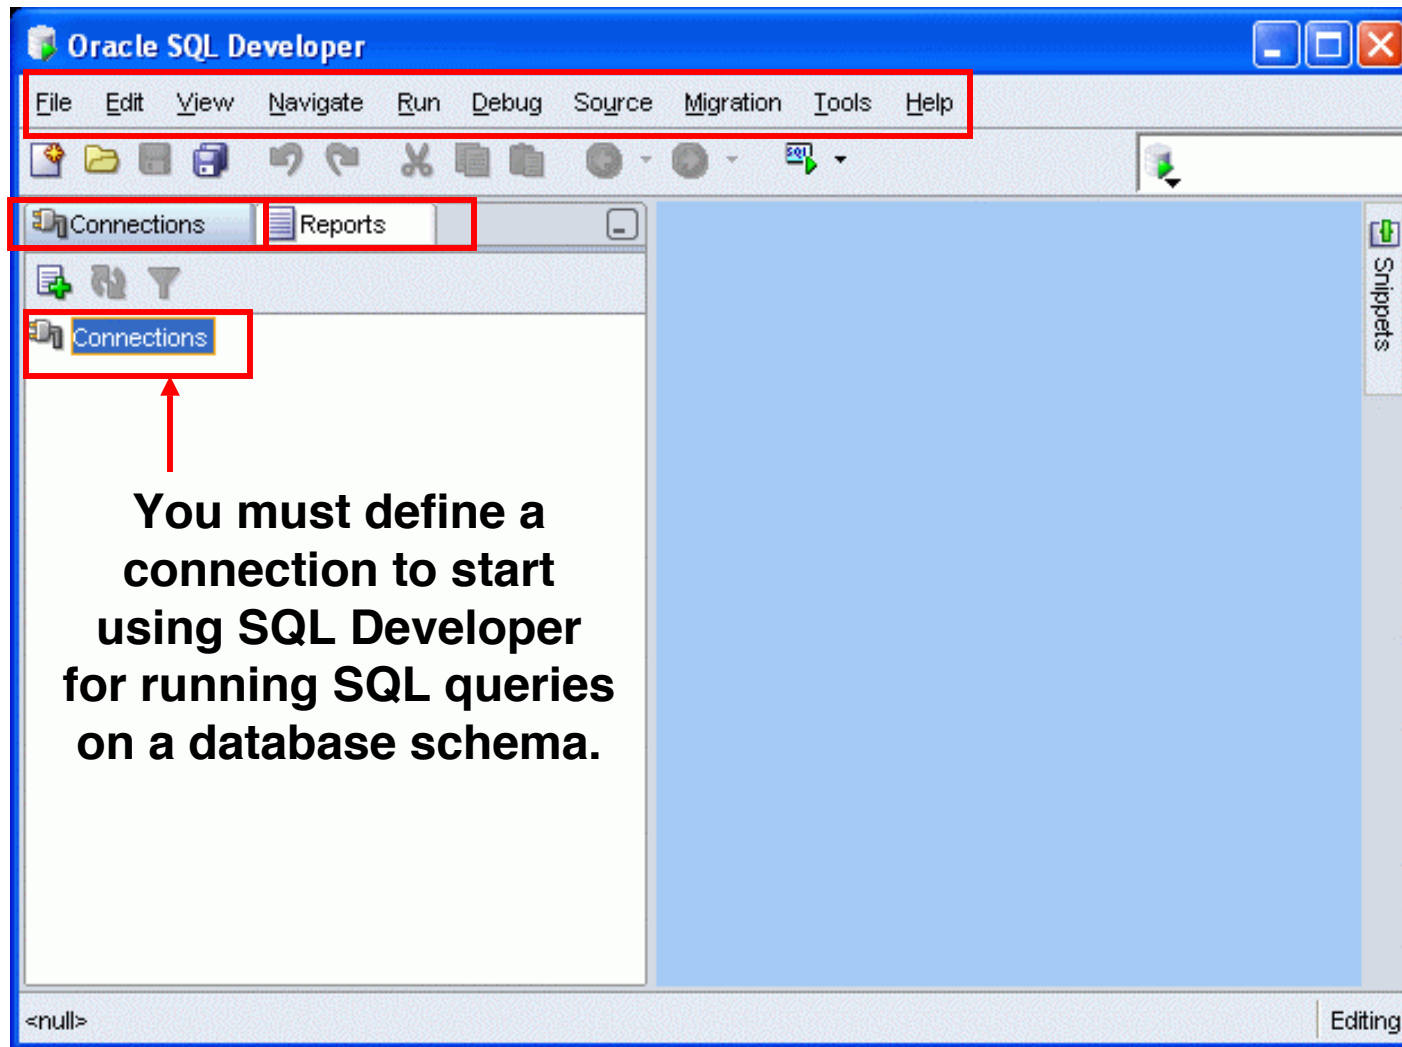 Oracle SQL Developer
File Edit View Navigate Run Debug Source Migration Tools Help
SQL
Connections Reports
Snippets
Connections
You must define a
connection to start
using SQL Developer
for running SQL queries
on a database schema.
<null> Editing